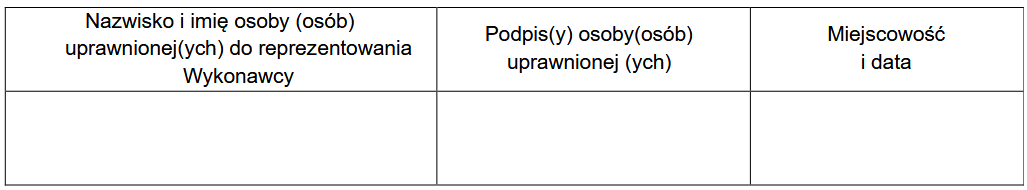 Nazwisko i imię osoby (osób)
uprawnionej(ych) do reprezentowania
Wykonawcy
Podpis(y) osoby(osób)
uprawnionej (ych)
Miejscowość
i data